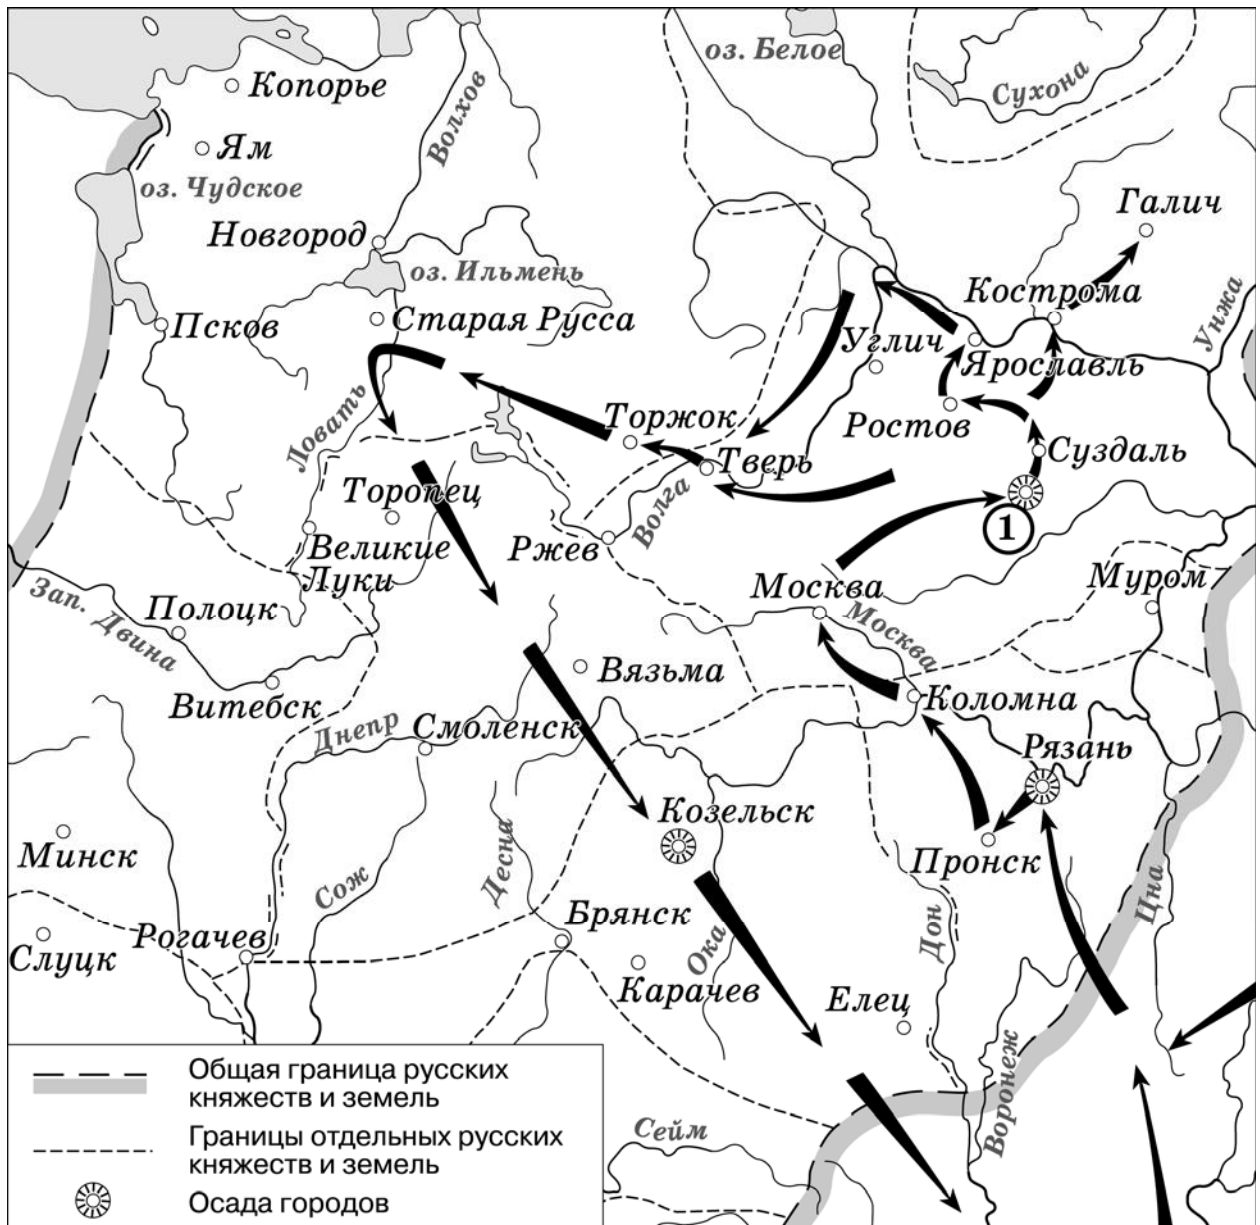 оз. Белое
Копорье
Сухона
Волхов
Ям
оз. Чудское
Галич
Новгород
оз. Ильмень
Кострома
Псков
Старая Русса
Унжа
Углич
Ярославль
Ловать
Торжок
Ростов
Суздаль
Тверь
Торопец
Волга
1
Великие
Луки
Ржев
Москва
Муром
Зап. Двина
Полоцк
Москва
Вязьма
Витебск
Коломна
Днепр
Смоленск
Рязань
Козельск
Минск
Десна
Пронск
Сож
Цна
Брянск
Дон
Рогачев
Слуцк
Ока
Карачев
Елец
Воронеж
Сейм
Общая граница русских
княжеств и земель
Границы отдельных русских
княжеств и земель
Осада городов